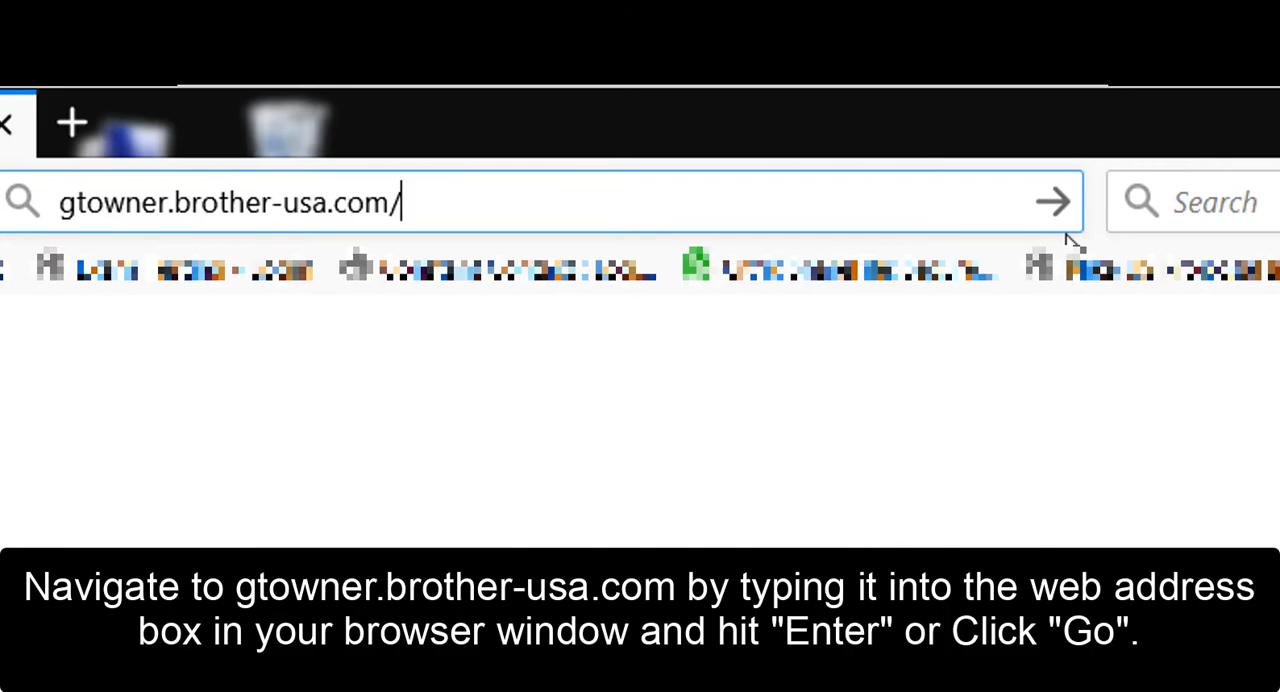 gtowner.brother-usa.com/
Search
Navigate to gtowner.brother-usa.com by typing it into the web address
box in your browser window and hit "Enter" or Click "Go".